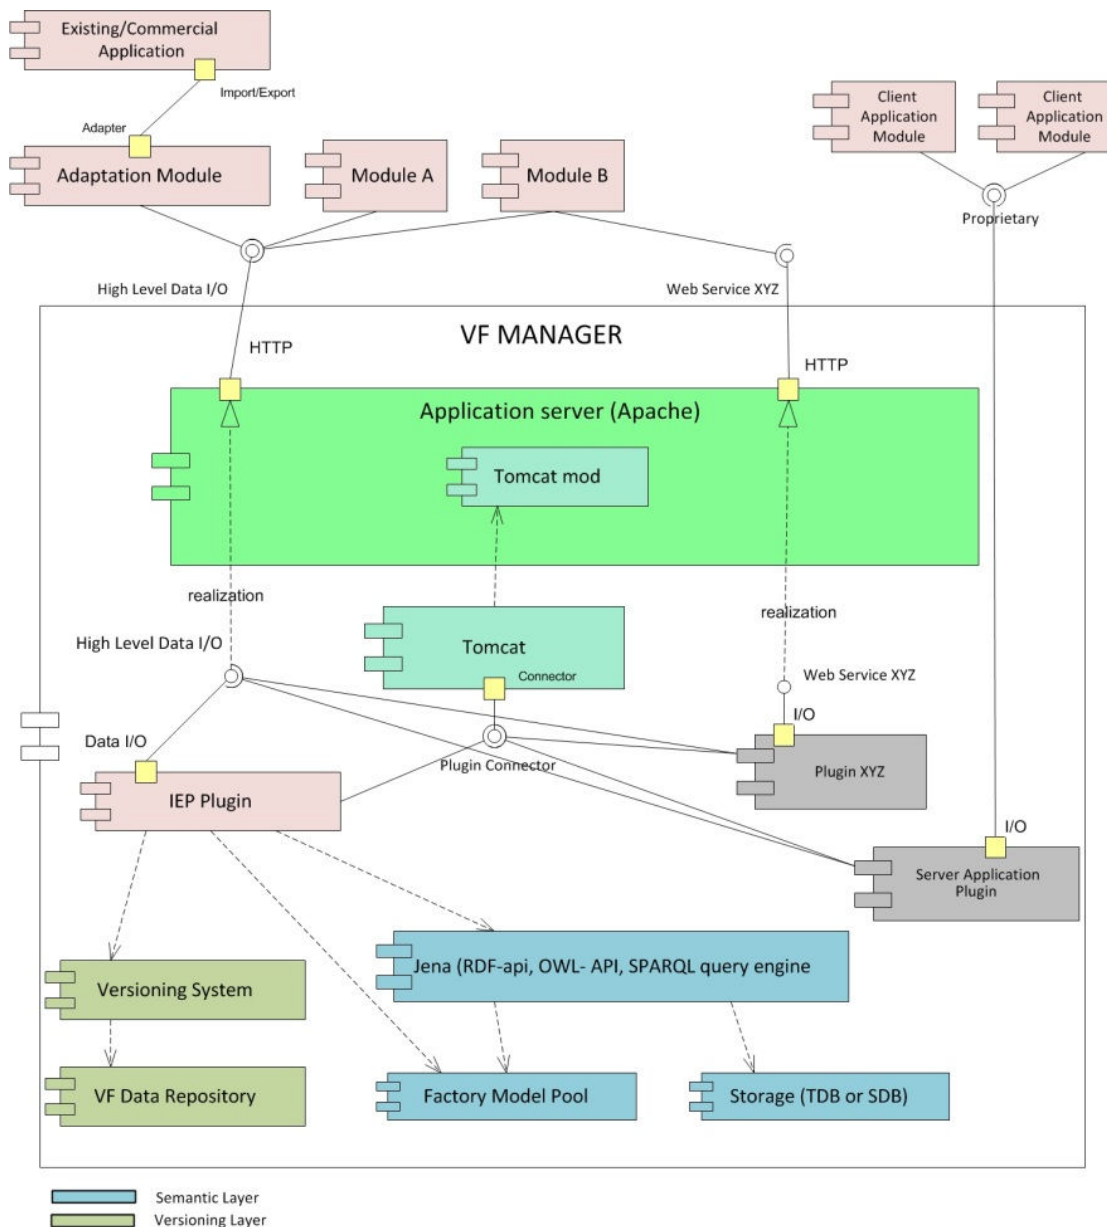 Existing/Commercial
Application
Import/Export
Adapter
Adaptation Module
Module A
Module B
Client
Application
Module
Client
Application
Module
Proprietary
High Level Data I/O
Web Service XYZ
VF MANAGER
HTTP
HTTP
Application server (Apache)
Tomcat mod
realization
realization
High Level Data I/O
Tomcat
Connector
Web Service XYZ
I/O
Data I/O
Plugin Connector
Plugin XYZ
IEP Plugin
I/O
Server Application
Plugin
Jena (RDF-api, OWL- API, SPARQL query engine
Versioning System
VF Data Repository
Factory Model Pool
Storage (TDB or SDB)
Semantic Layer
Versioning Layer